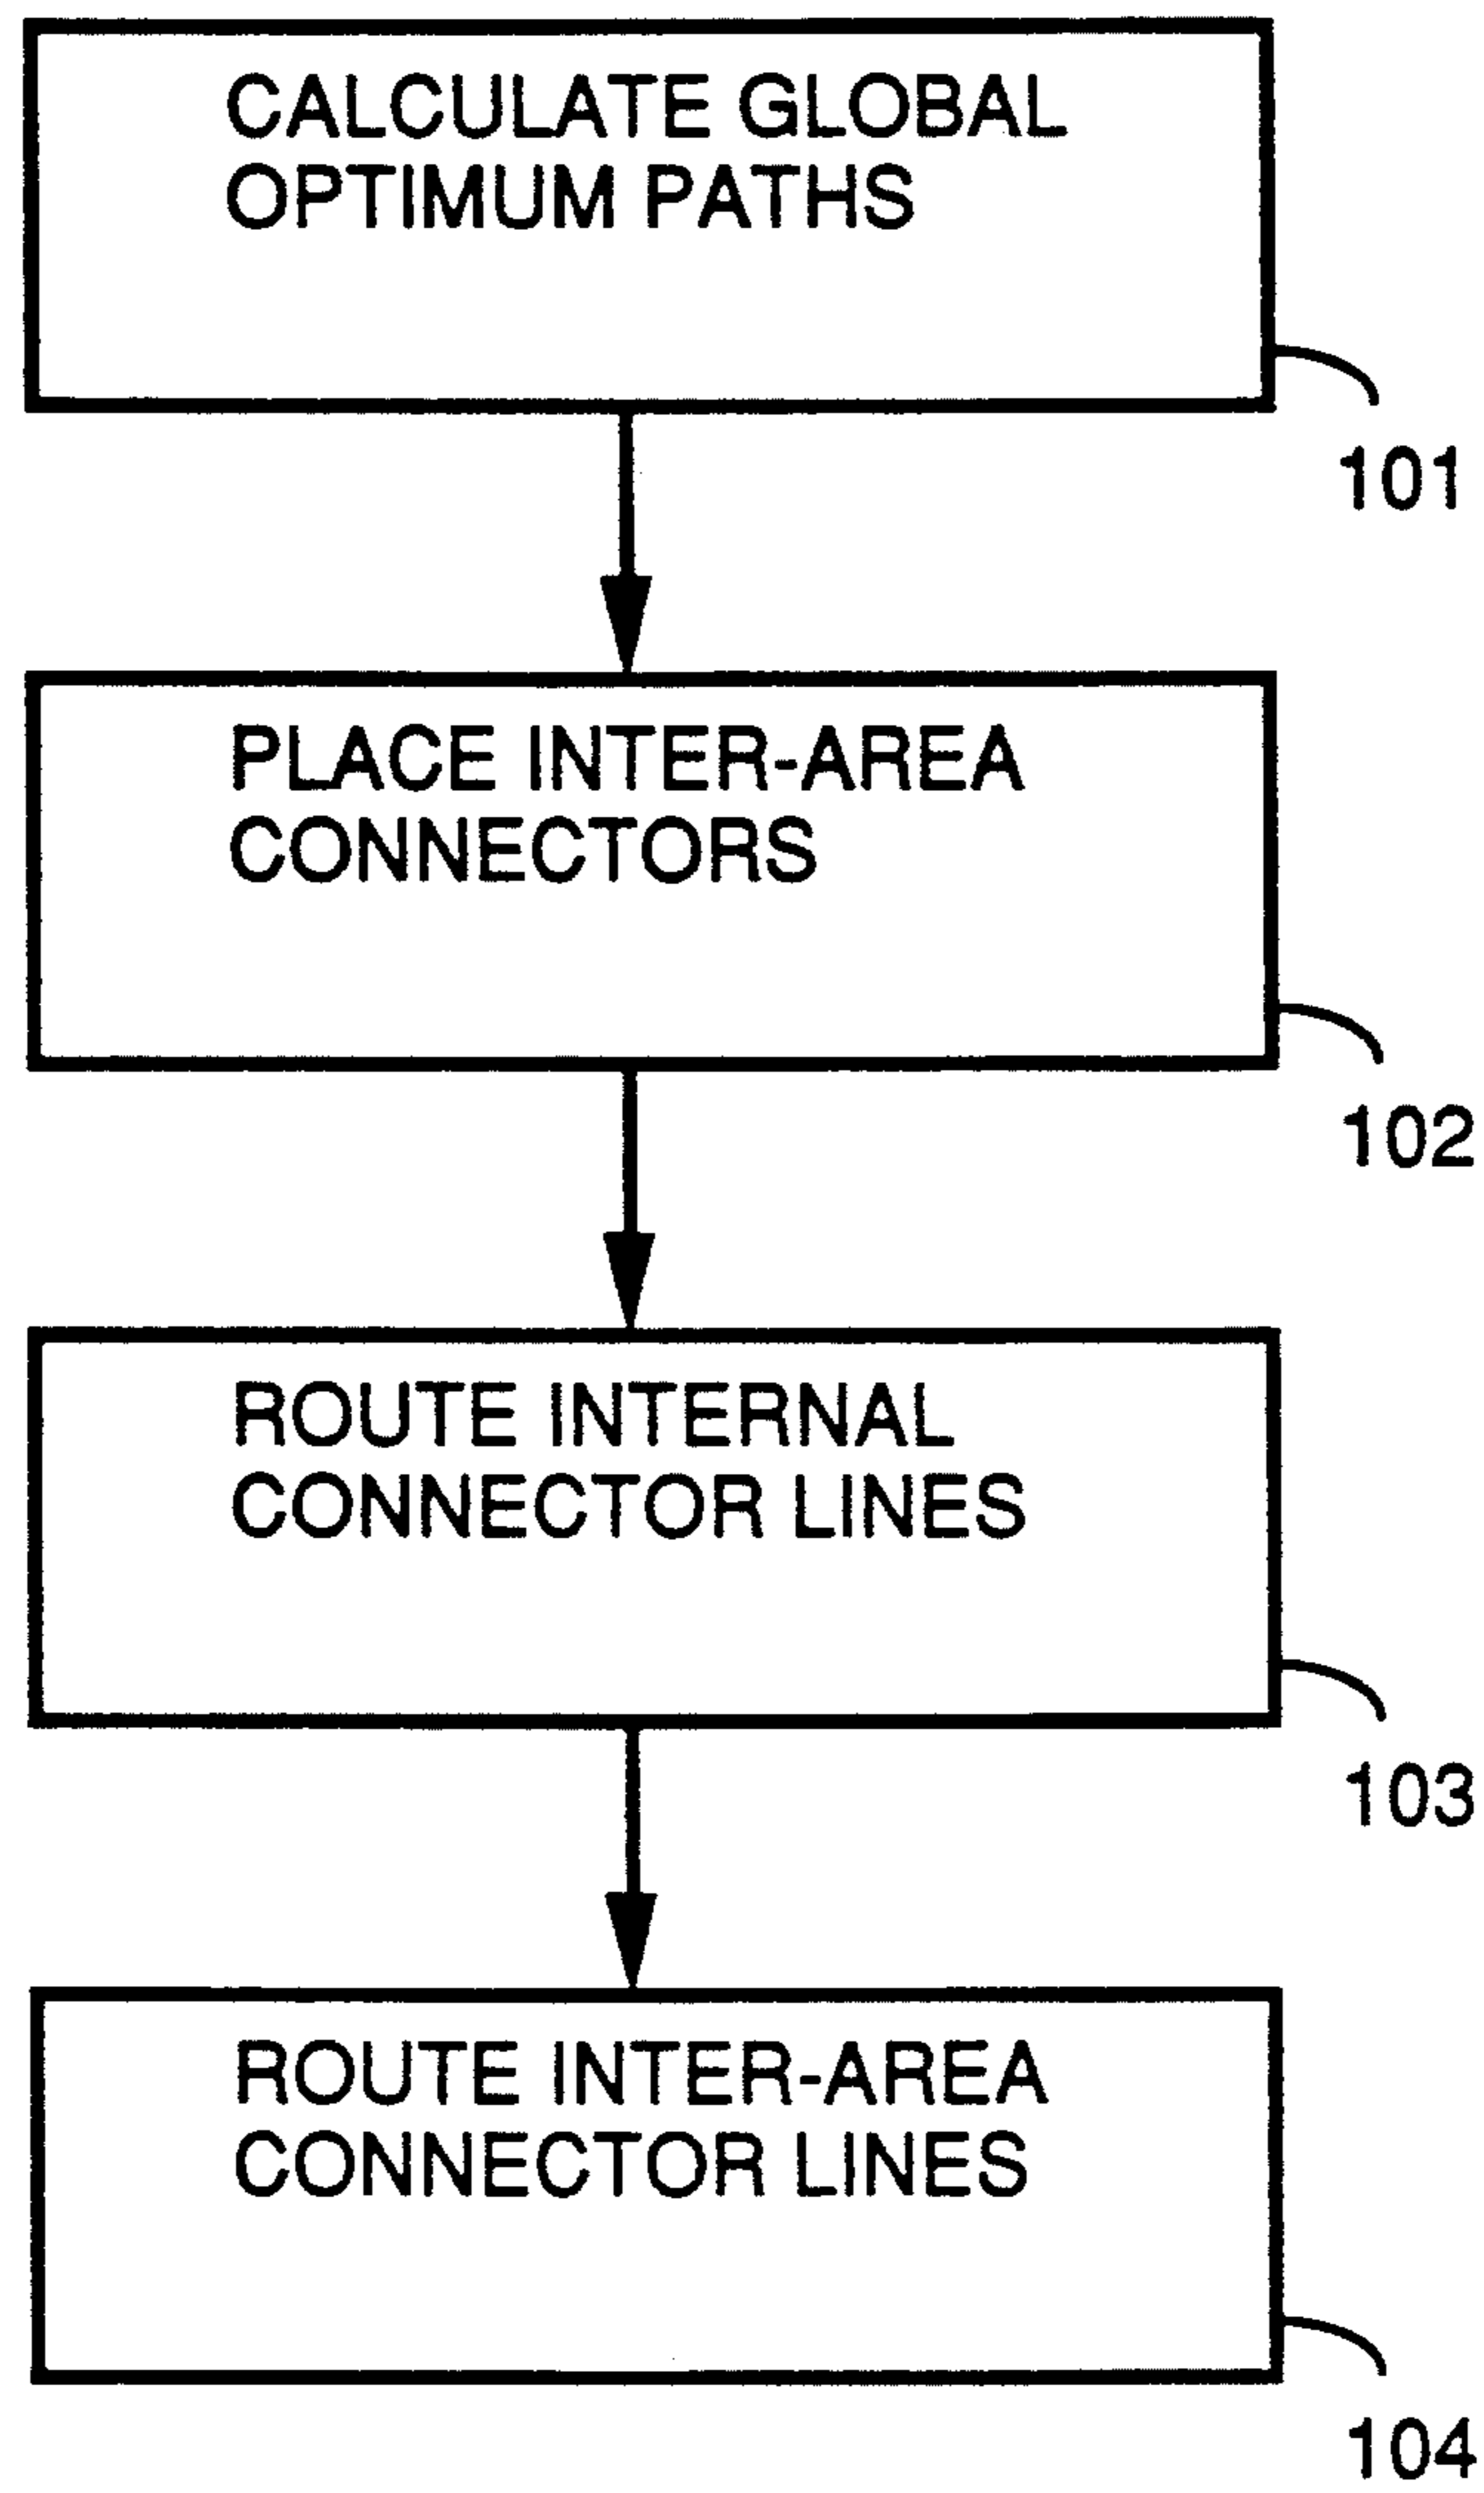 CALCULATE GLOBAL
OPTIMUM PATHS
101
PLACE INTER-AREA
CONNECTORS
102
ROUTE INTERNAL
CONNECTOR LINES
103
ROUTE INTER-AREA
CONNECTOR LINES
104